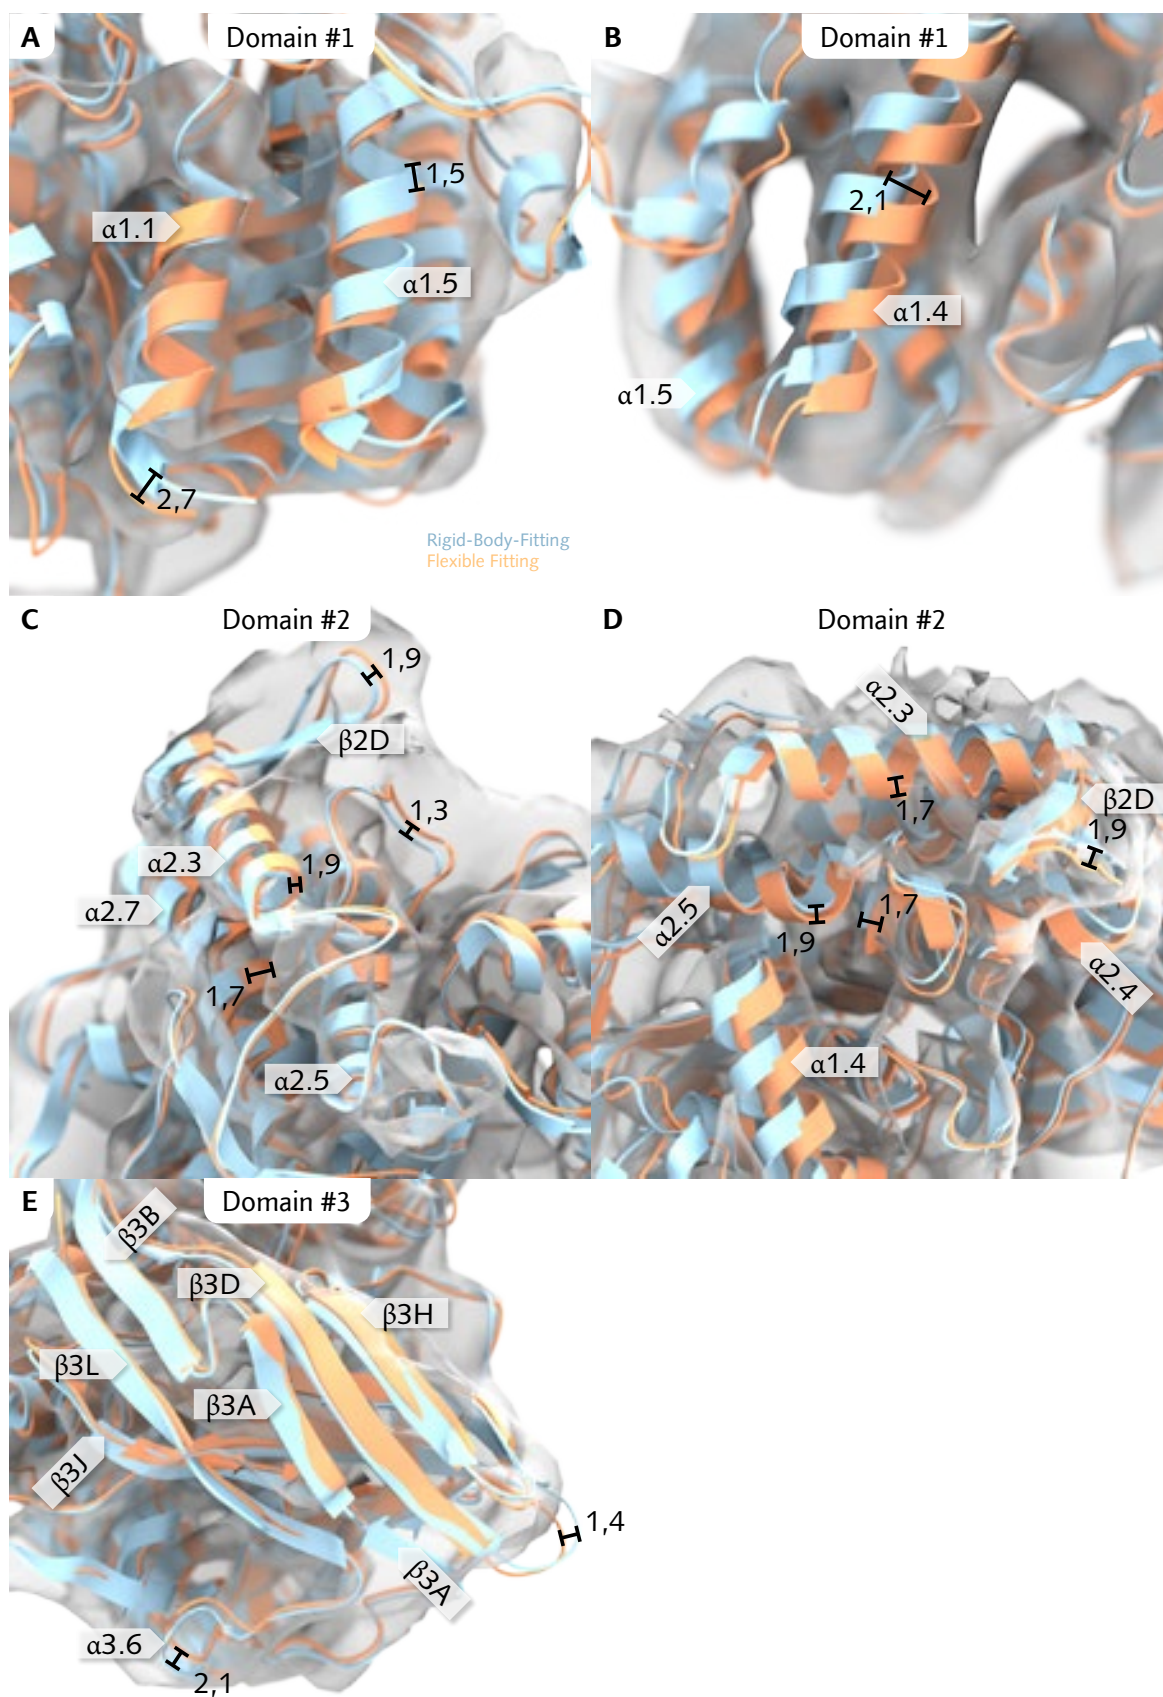 A
Domain #1
1,5
α1.1
α1.5
2,7
Rigid-Body-Fitting
Flexible Fitting
B
Domain #1
2,1
α1.4
α1.5
C
Domain #2
1,9
β2D
1,3
α2.3
1,9
α2.7
1,7
α2.5
D
Domain #2
α2.3
1,7
β2D
1,9
α2.5
1,7
1,9
α2.4
α1.4
E
Domain #3
β3B
β3D
β3H
β3L
β3A
β3J
1,4
β3A
α3.6
2,1